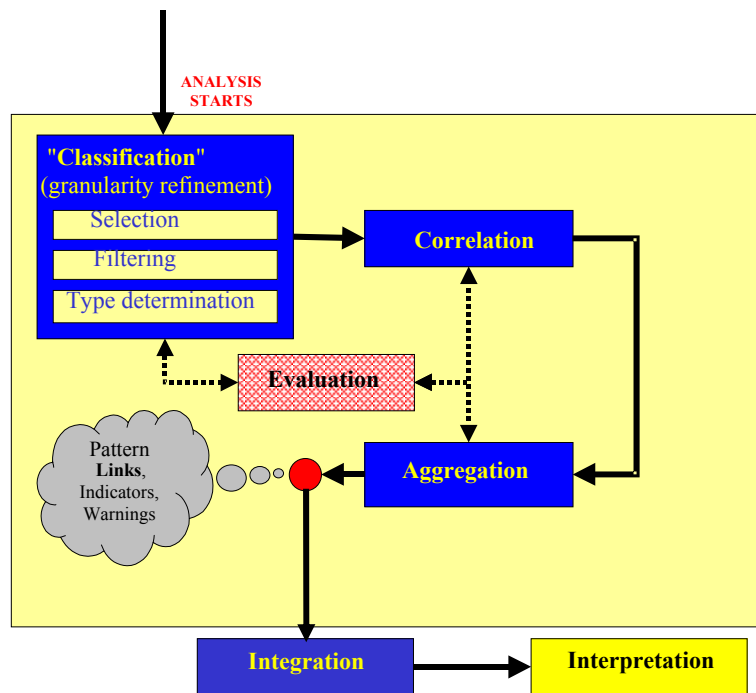 ANALYSIS
STARTS
"Classification"
(granularity refinement)
Selection
Filtering
Type determination
Correlation
Evaluation
Aggregation
Pattern
Links,
Indicators,
Warnings
Integration
Interpretation